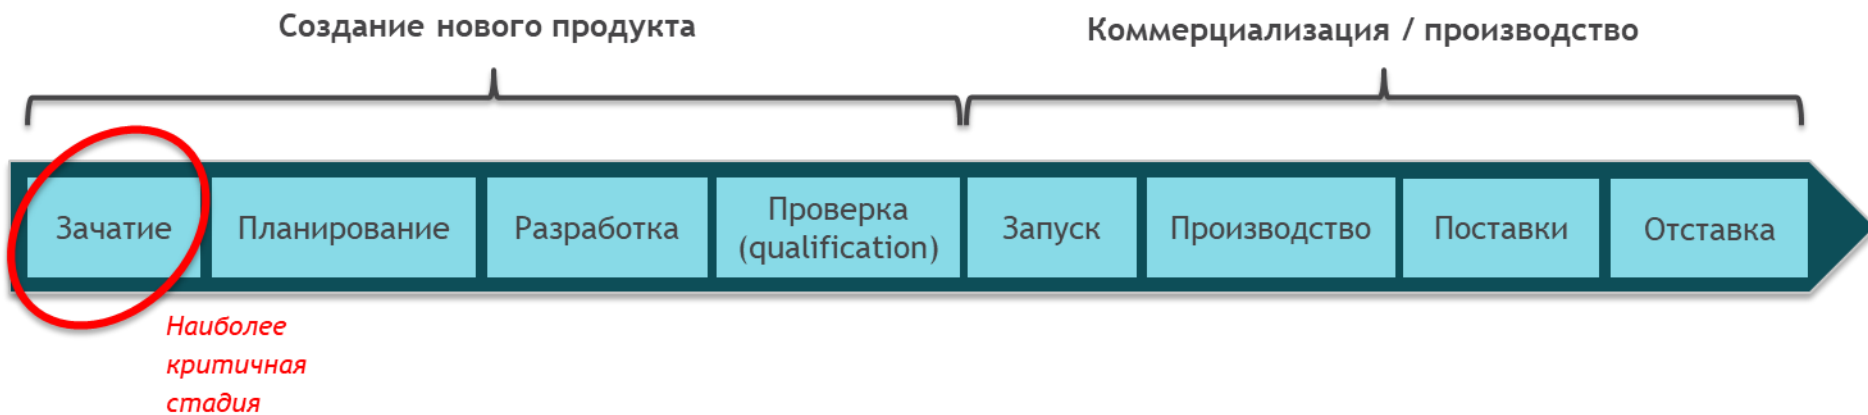 Создание нового продукта
Коммерциализация / производство
Зачатие
Планирование
Разработка
Проверка
(qualification)
Запуск
Производство
Поставки
Отставка
Наиболее
критичная
стадия